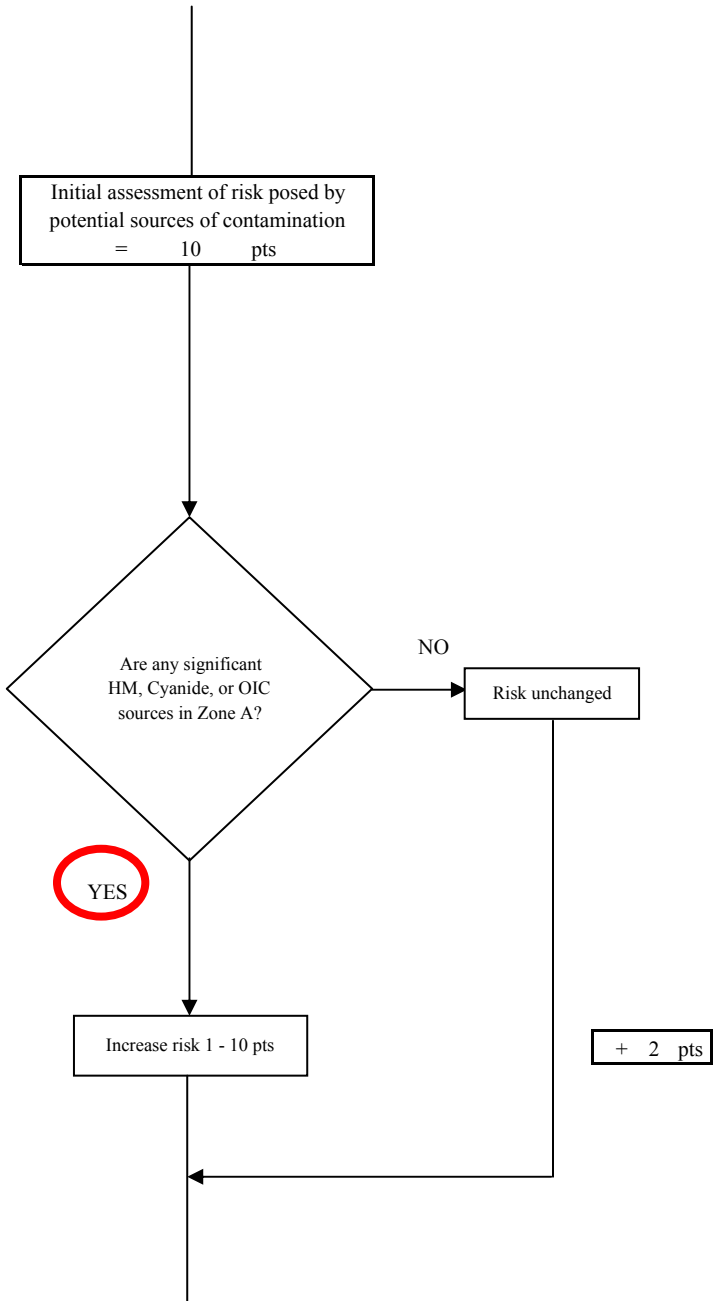 Initial assessment of risk posed by
potential sources of contamination
= 10 pts
Are any significant
HM, Cyanide, or OIC
sources in Zone A?
NO
Risk unchanged
YES
Increase risk 1 - 10 pts
+ 2 pts